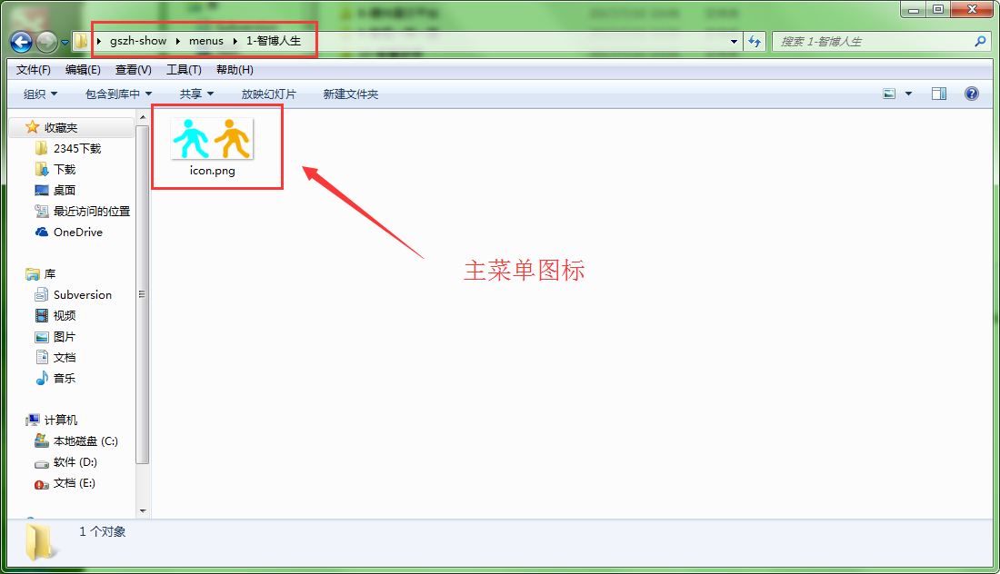 gszh-show ▸ menus ▸ 1-智博人生
搜索 1-智博人生
文件(F) 编辑(E) 查看(V) 工具(T) 帮助(H)
组织 包含到库中 共享 放映幻灯片 新建文件夹
收藏夹
2345下载
下载
桌面
最近访问的位置
OneDrive
库
Subversion
视频
图片
文档
音乐
计算机
本地磁盘 (C:)
软件 (D:)
文档 (E:)
icon.png
主菜单图标
1 个对象